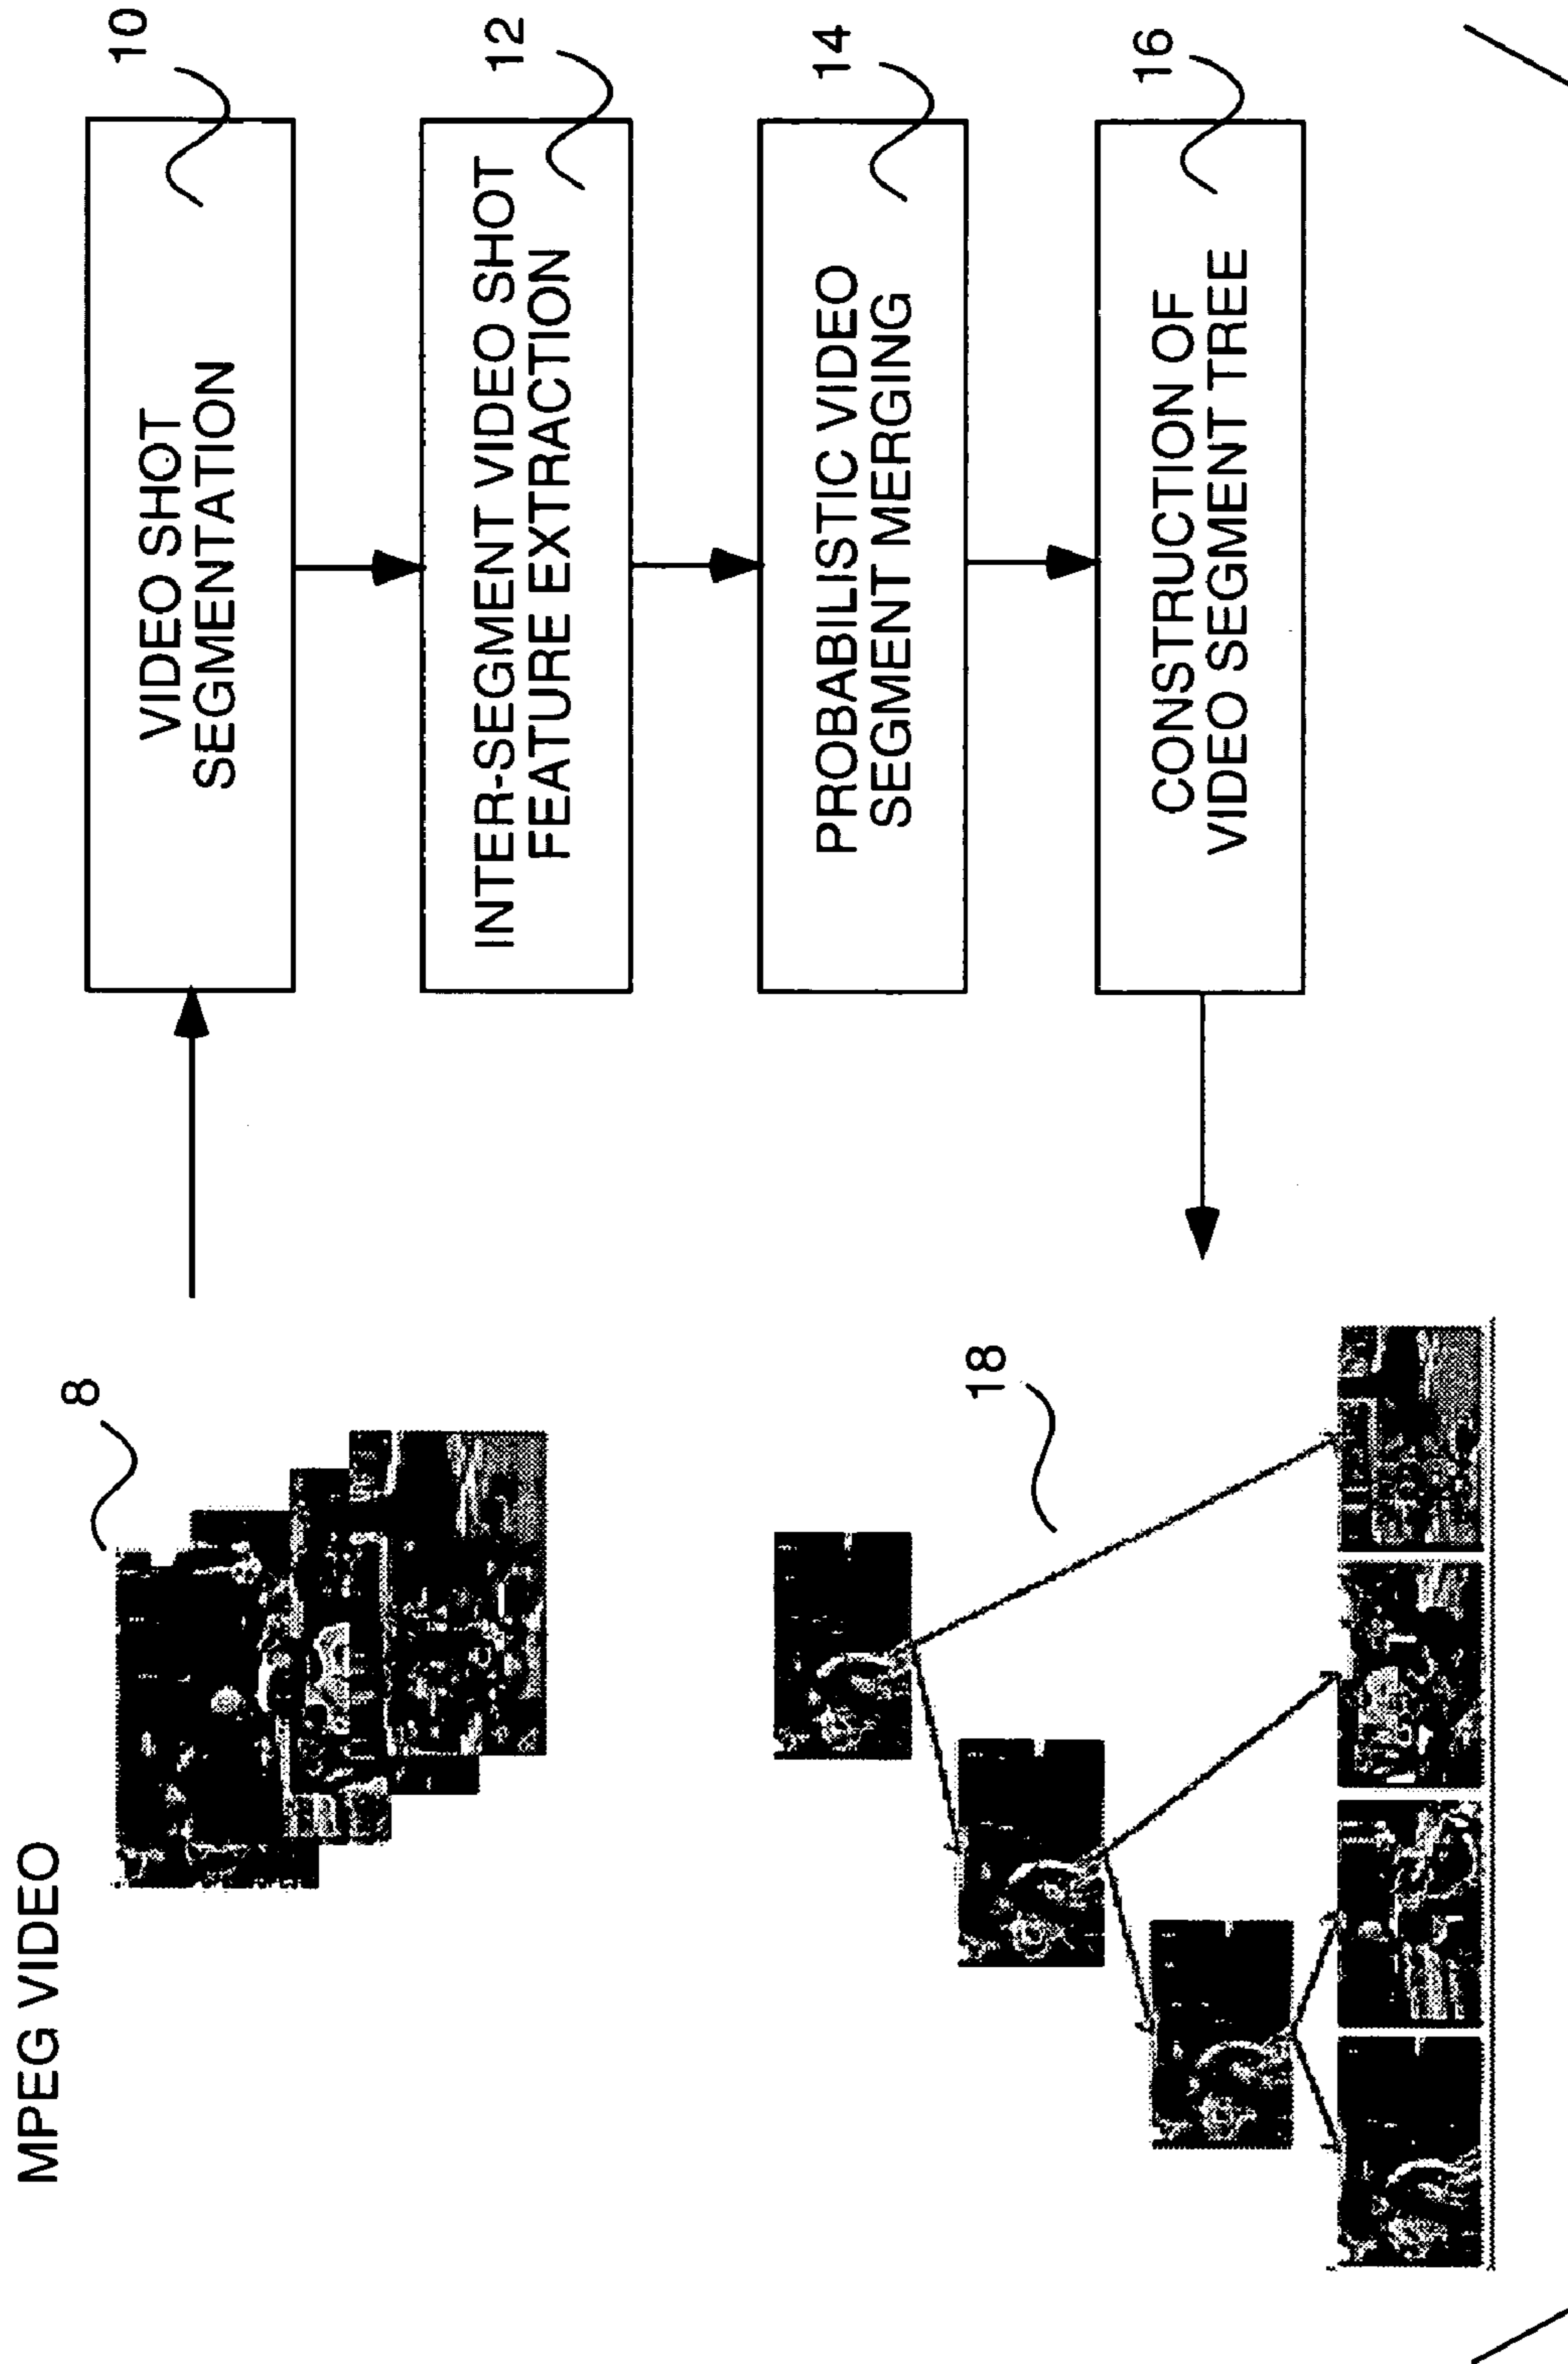 MPEG VIDEO
8
10
VIDEO SHOT
SEGMENTATION
12
INTER-SEGMENT VIDEO SHOT
FEATURE EXTRACTION
14
PROBABILISTIC VIDEO
SEGMENT MERGING
16
CONSTRUCTION OF
VIDEO SEGMENT TREE
18